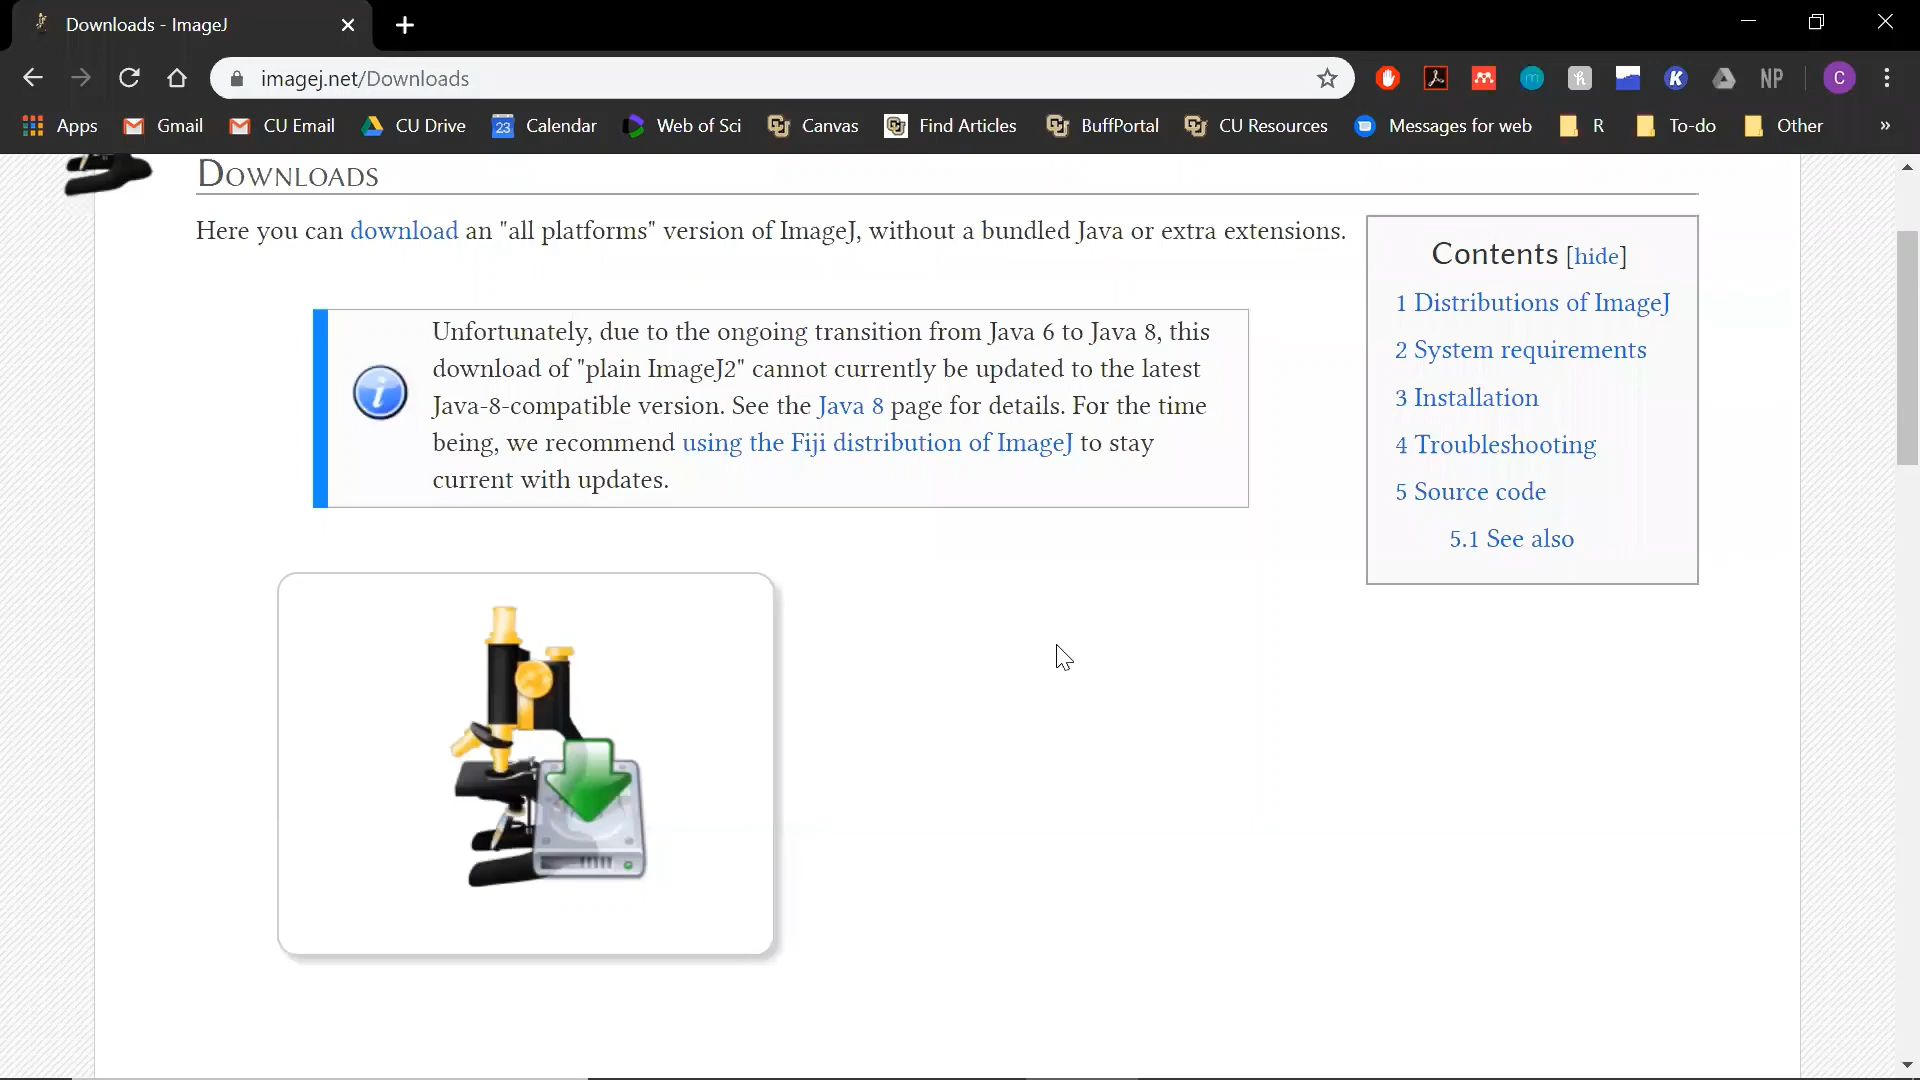 Downloads - ImageJ
imagej.net/Downloads
NP
C
Apps
Gmail
CU Email
CU Drive
23
Calendar
Web of Sci
Canvas
Find Articles
BuffPortal
CU Resources
Messages for web
R
To-do
Other
»
Downloads
Here you can download an "all platforms" version of ImageJ, without a bundled Java or extra extensions.
Unfortunately, due to the ongoing transition from Java 6 to Java 8, this
download of "plain ImageJ2" cannot currently be updated to the latest
Java-8-compatible version. See the Java 8 page for details. For the time
being, we recommend using the Fiji distribution of ImageJ to stay
current with updates.
Contents [hide]
1 Distributions of ImageJ
2 System requirements
3 Installation
4 Troubleshooting
5 Source code
5.1 See also